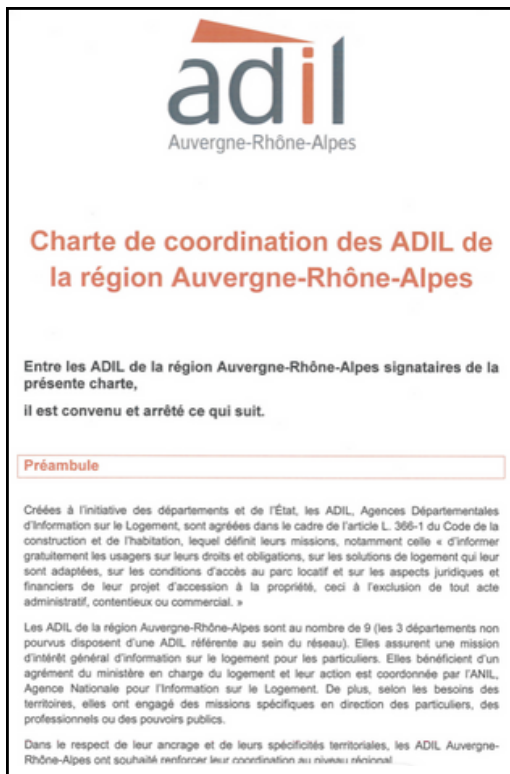 adil
Auvergne-Rhône-Alpes
Charte de coordination des ADIL de
la région Auvergne-Rhône-Alpes
Entre les ADIL de la région Auvergne-Rhône-Alpes signataires de la
présente charte,
il est convenu et arrêté ce qui suit.
Préambule
Créées à l'initiative des départements et de l'État, les ADIL, Agences Départementales
d'Information sur le Logement, sont agréées dans le cadre de l'article L. 366-1 du Code de la
construction et de l'habitation, lequel définit leurs missions, notamment celle « d'informer
gratuitement les usagers sur leurs droits et obligations, sur les solutions de logement qui leur
sont adaptées, sur les conditions d'accès au parc locatif et sur les aspects juridiques et
financiers de leur projet d'accession à la propriété, ceci à l'exclusion de tout acte
administratif, contentieux ou commercial. »
Les ADIL de la région Auvergne-Rhône-Alpes sont au nombre de 9 (les 3 départements non
pourvus disposent d'une ADIL référente au sein du réseau). Elles assurent une mission
d'intérêt général d'information sur le logement pour les particuliers. Elles bénéficient d'un
agrément du ministère en charge du logement et leur action est coordonnée par l'ANIL,
Agence Nationale pour l'Information sur le Logement. De plus, selon les besoins des
territoires, elles ont engagé des missions spécifiques en direction des particuliers, des
professionnels ou des pouvoirs publics.
Dans le respect de leur ancrage et de leurs spécificités territoriales, les ADIL Auvergne-
Rhône-Alpes ont souhaité renforcer leur coordination au niveau régional